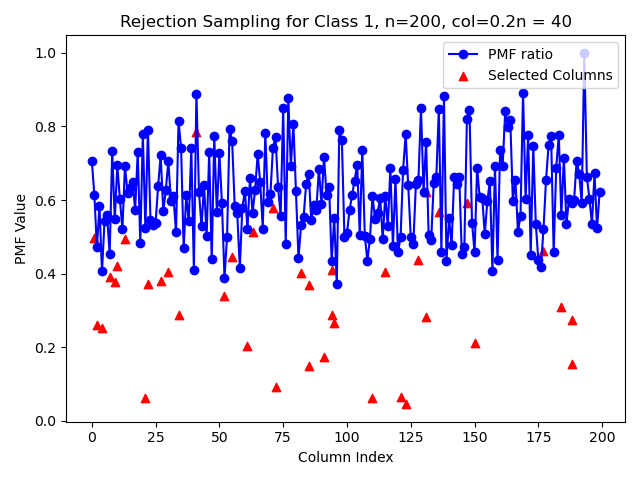 Rejection Sampling for Class 1, n=200, col=0.2n = 40
PMF ratio
Selected Columns
PMF Value
1.0
0.8
0.6
0.4
0.2
0.0
0 25 50 75 100 125 150 175 200
Column Index